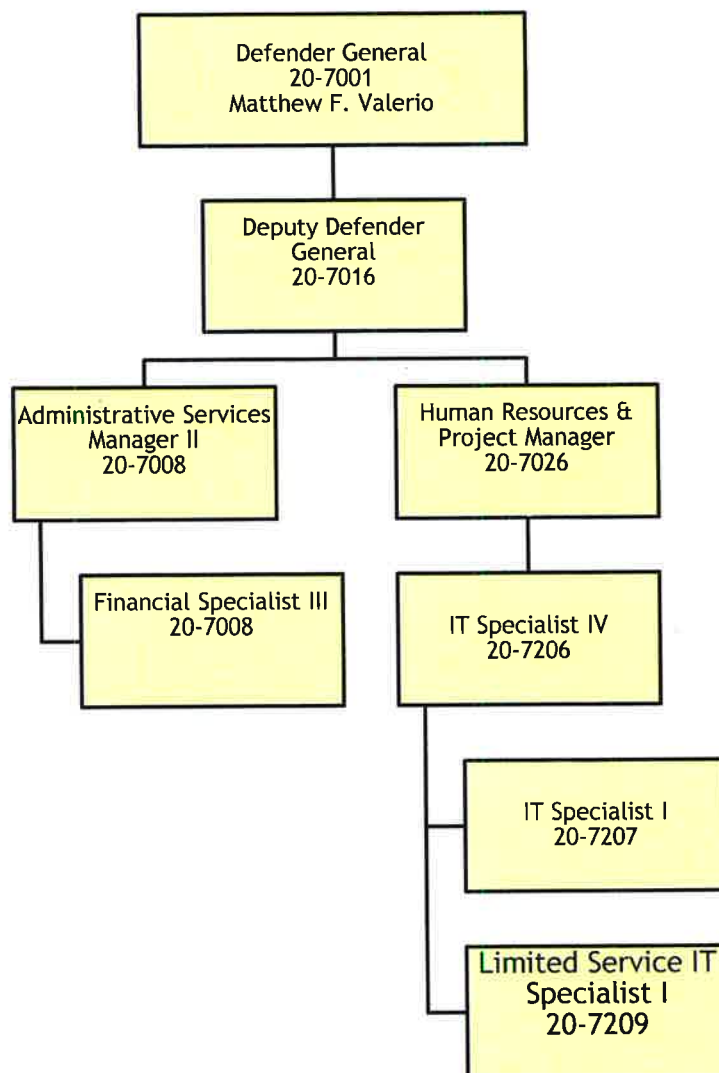 Defender General
20-7001
Matthew F. Valerio
Deputy Defender
General
20-7016
Administrative Services
Manager II
20-7008
Human Resources &
Project Manager
20-7026
Financial Specialist III
20-7008
IT Specialist IV
20-7206
IT Specialist I
20-7207
Limited Service IT
Specialist I
20-7209